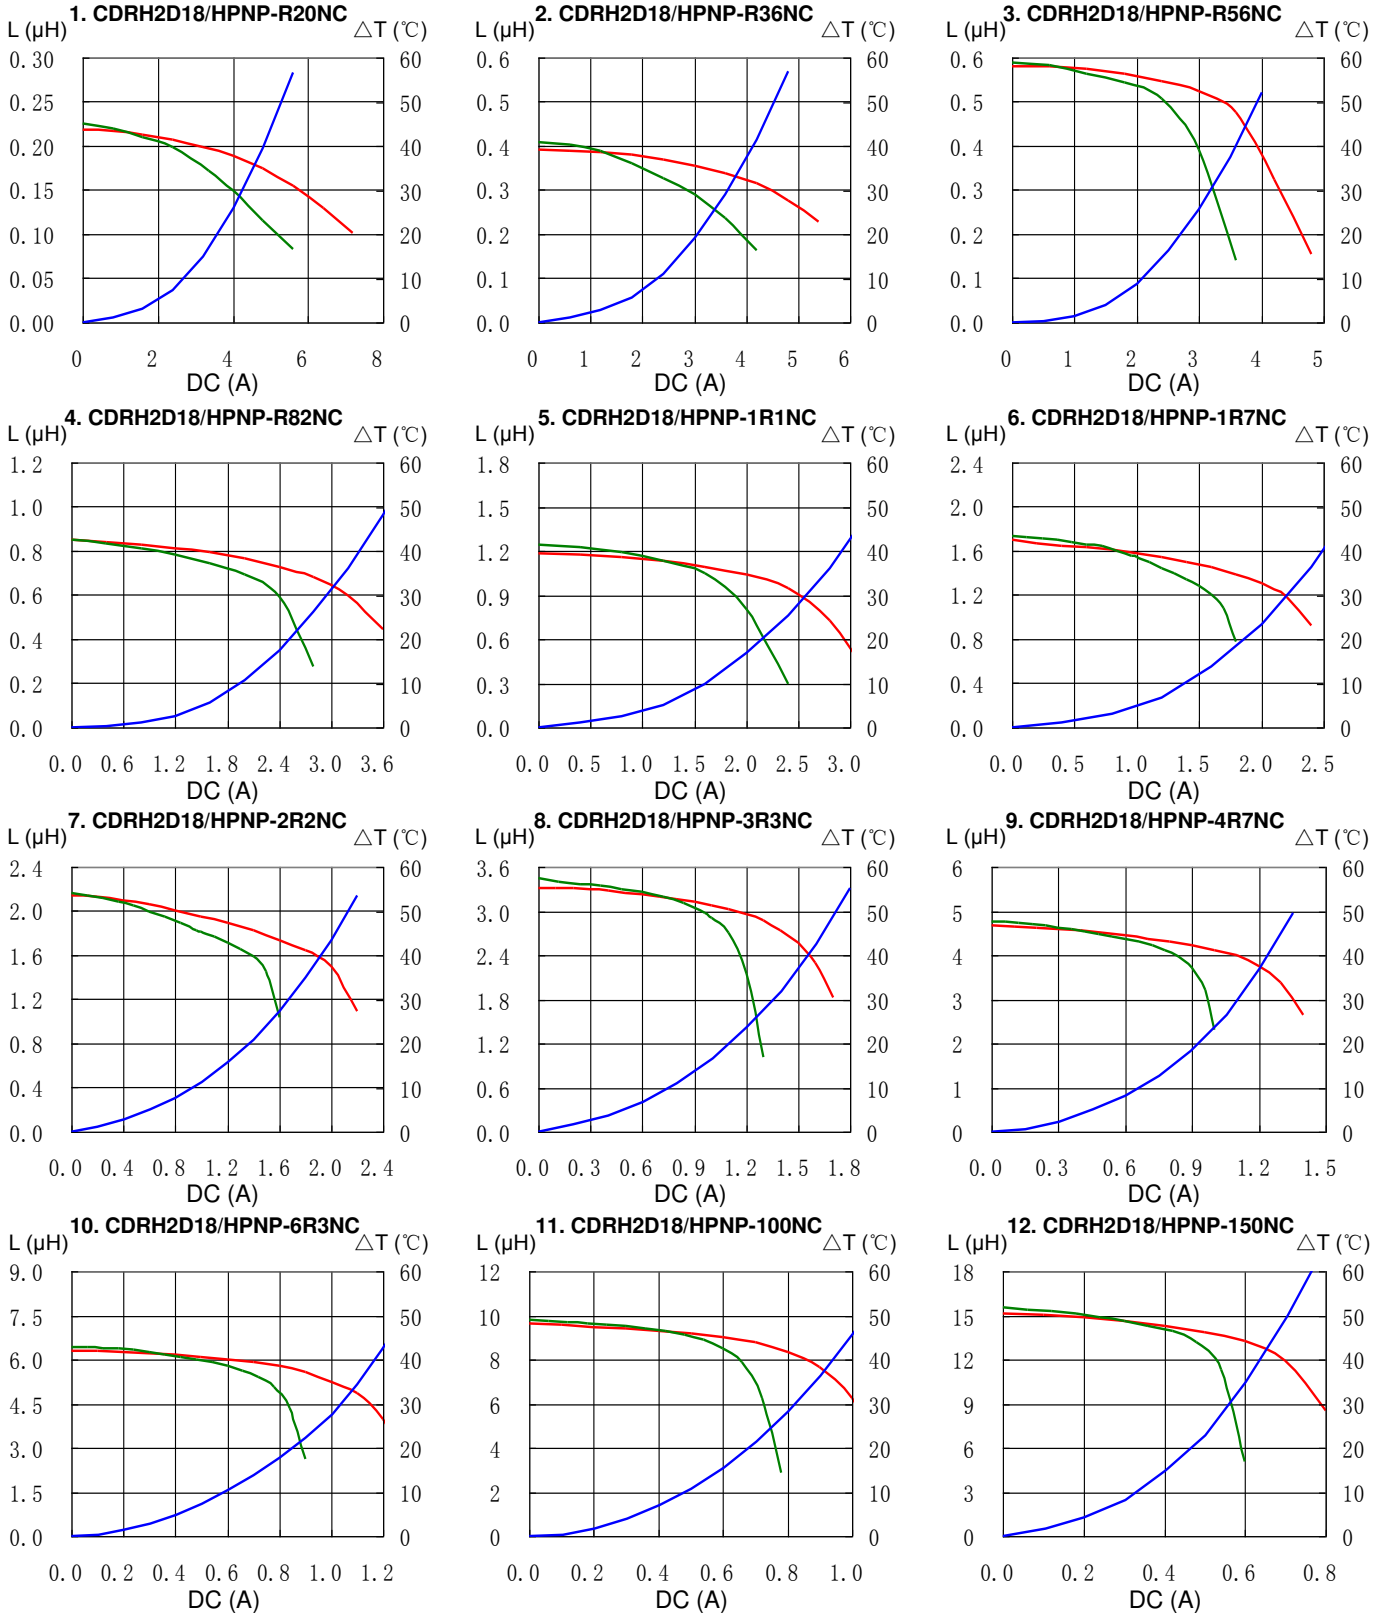 1. CDRH2D18/HPNP-R20NC
L (μH) △T (℃)
0.30 60
0.25 50
0.20 40
0.15 30
0.10 20
0.05 10
0.00 0
0 2 4 6 8
DC (A)
2. CDRH2D18/HPNP-R36NC
L (μH) △T (℃)
0.6 60
0.5 50
0.4 40
0.3 30
0.2 20
0.1 10
0.0 0
0 1 2 3 4 5 6
DC (A)
3. CDRH2D18/HPNP-R56NC
L (μH) △T (℃)
0.6 60
0.5 50
0.4 40
0.3 30
0.2 20
0.1 10
0.0 0
0 1 2 3 4 5
DC (A)
4. CDRH2D18/HPNP-R82NC
L (μH) △T (℃)
1.2 60
1.0 50
0.8 40
0.6 30
0.4 20
0.2 10
0.0 0
0.0 0.6 1.2 1.8 2.4 3.0 3.6
DC (A)
5. CDRH2D18/HPNP-1R1NC
L (μH) △T (℃)
1.8 60
1.5 50
1.2 40
0.9 30
0.6 20
0.3 10
0.0 0
0.0 0.5 1.0 1.5 2.0 2.5 3.0
DC (A)
6. CDRH2D18/HPNP-1R7NC
L (μH) △T (℃)
2.4 60
2.0 50
1.6 40
1.2 30
0.8 20
0.4 10
0.0 0
0.0 0.5 1.0 1.5 2.0 2.5
DC (A)
7. CDRH2D18/HPNP-2R2NC
L (μH) △T (℃)
2.4 60
2.0 50
1.6 40
1.2 30
0.8 20
0.4 10
0.0 0
0.0 0.4 0.8 1.2 1.6 2.0 2.4
DC (A)
8. CDRH2D18/HPNP-3R3NC
L (μH) △T (℃)
3.6 60
3.0 50
2.4 40
1.8 30
1.2 20
0.6 10
0.0 0
0.0 0.3 0.6 0.9 1.2 1.5 1.8
DC (A)
9. CDRH2D18/HPNP-4R7NC
L (μH) △T (℃)
6 60
5 50
4 40
3 30
2 20
1 10
0 0
0.0 0.3 0.6 0.9 1.2 1.5
DC (A)
10. CDRH2D18/HPNP-6R3NC
L (μH) △T (℃)
9.0 60
7.5 50
6.0 40
4.5 30
3.0 20
1.5 10
0.0 0
0.0 0.2 0.4 0.6 0.8 1.0 1.2
DC (A)
11. CDRH2D18/HPNP-100NC
L (μH) △T (℃)
12 60
10 50
8 40
6 30
4 20
2 10
0 0
0.0 0.2 0.4 0.6 0.8 1.0
DC (A)
12. CDRH2D18/HPNP-150NC
L (μH) △T (℃)
18 60
15 50
12 40
9 30
6 20
3 10
0 0
0.0 0.2 0.4 0.6 0.8
DC (A)